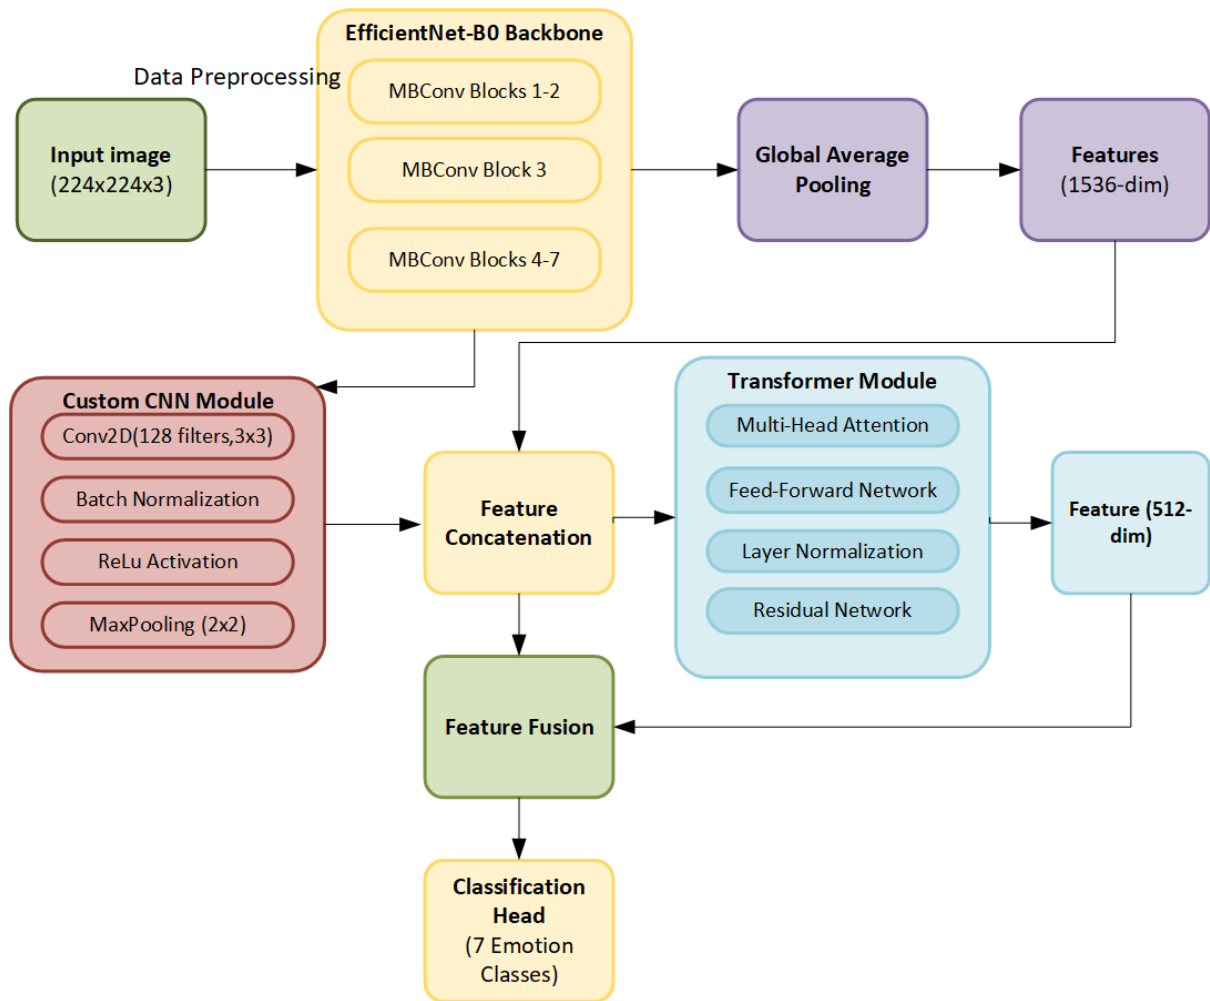 EfficientNet-B0 Backbone
Data Preprocessing
MBConv Blocks 1-2
MBConv Block 3
MBConv Blocks 4-7
Input image
(224x224x3)
Global Average
Pooling
Features
(1536-dim)
Custom CNN Module
Conv2D(128 filters,3x3)
Batch Normalization
ReLu Activation
MaxPooling (2x2)
Feature
Concatenation
Transformer Module
Multi-Head Attention
Feed-Forward Network
Layer Normalization
Residual Network
Feature (512-
dim)
Feature Fusion
Classification
Head
(7 Emotion
Classes)